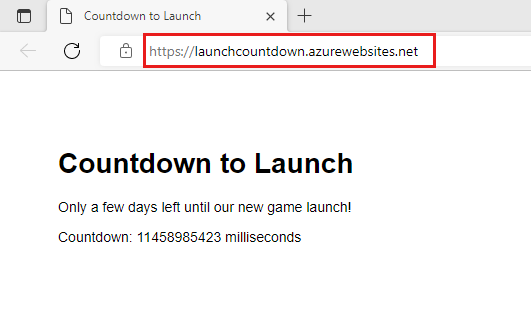 Countdown to Launch
https://launchcountdown.azurewebsites.net
Countdown to Launch
Only a few days left until our new game launch!
Countdown: 11458985423 milliseconds